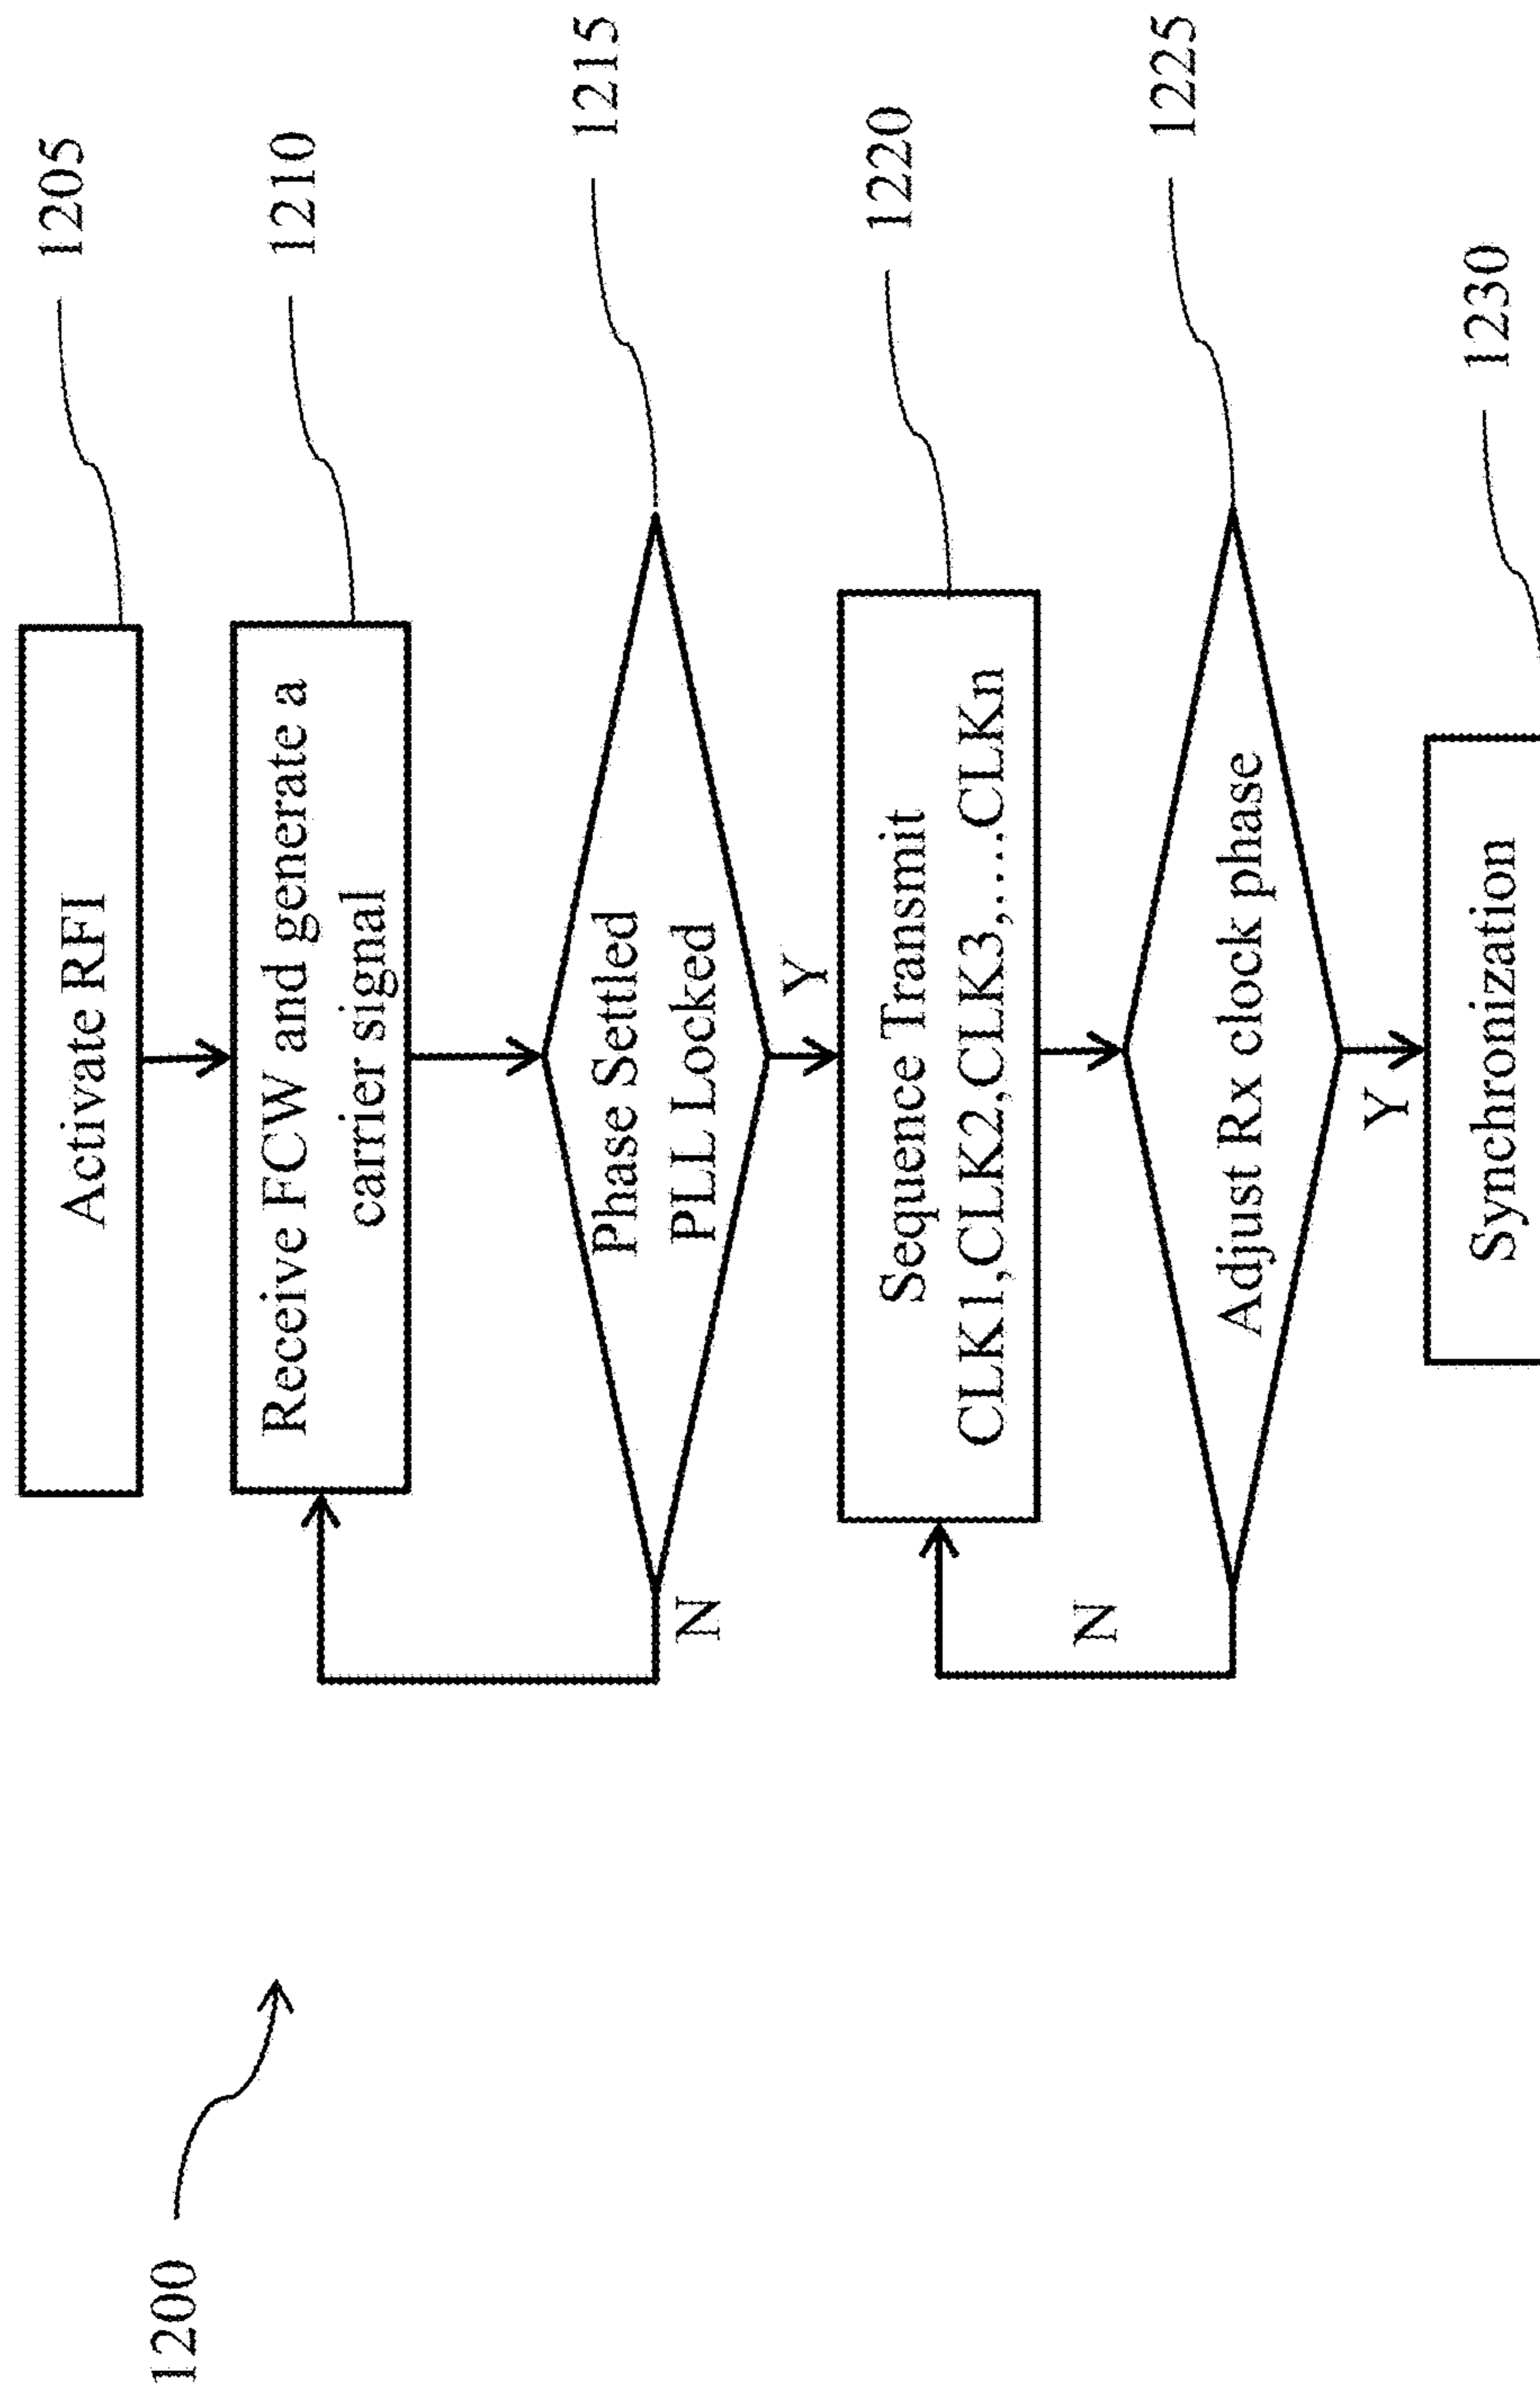 1200
Activate RFI
1205
Receive FCW and generate a
carrier signal
1210
Phase Settled
PLL Locked
1215
N
Y
Sequence Transmit
CLK1,CLK2,CLK3,....CLKn
1220
Adjust Rx clock phase
1225
N
Y
Synchronization
1230